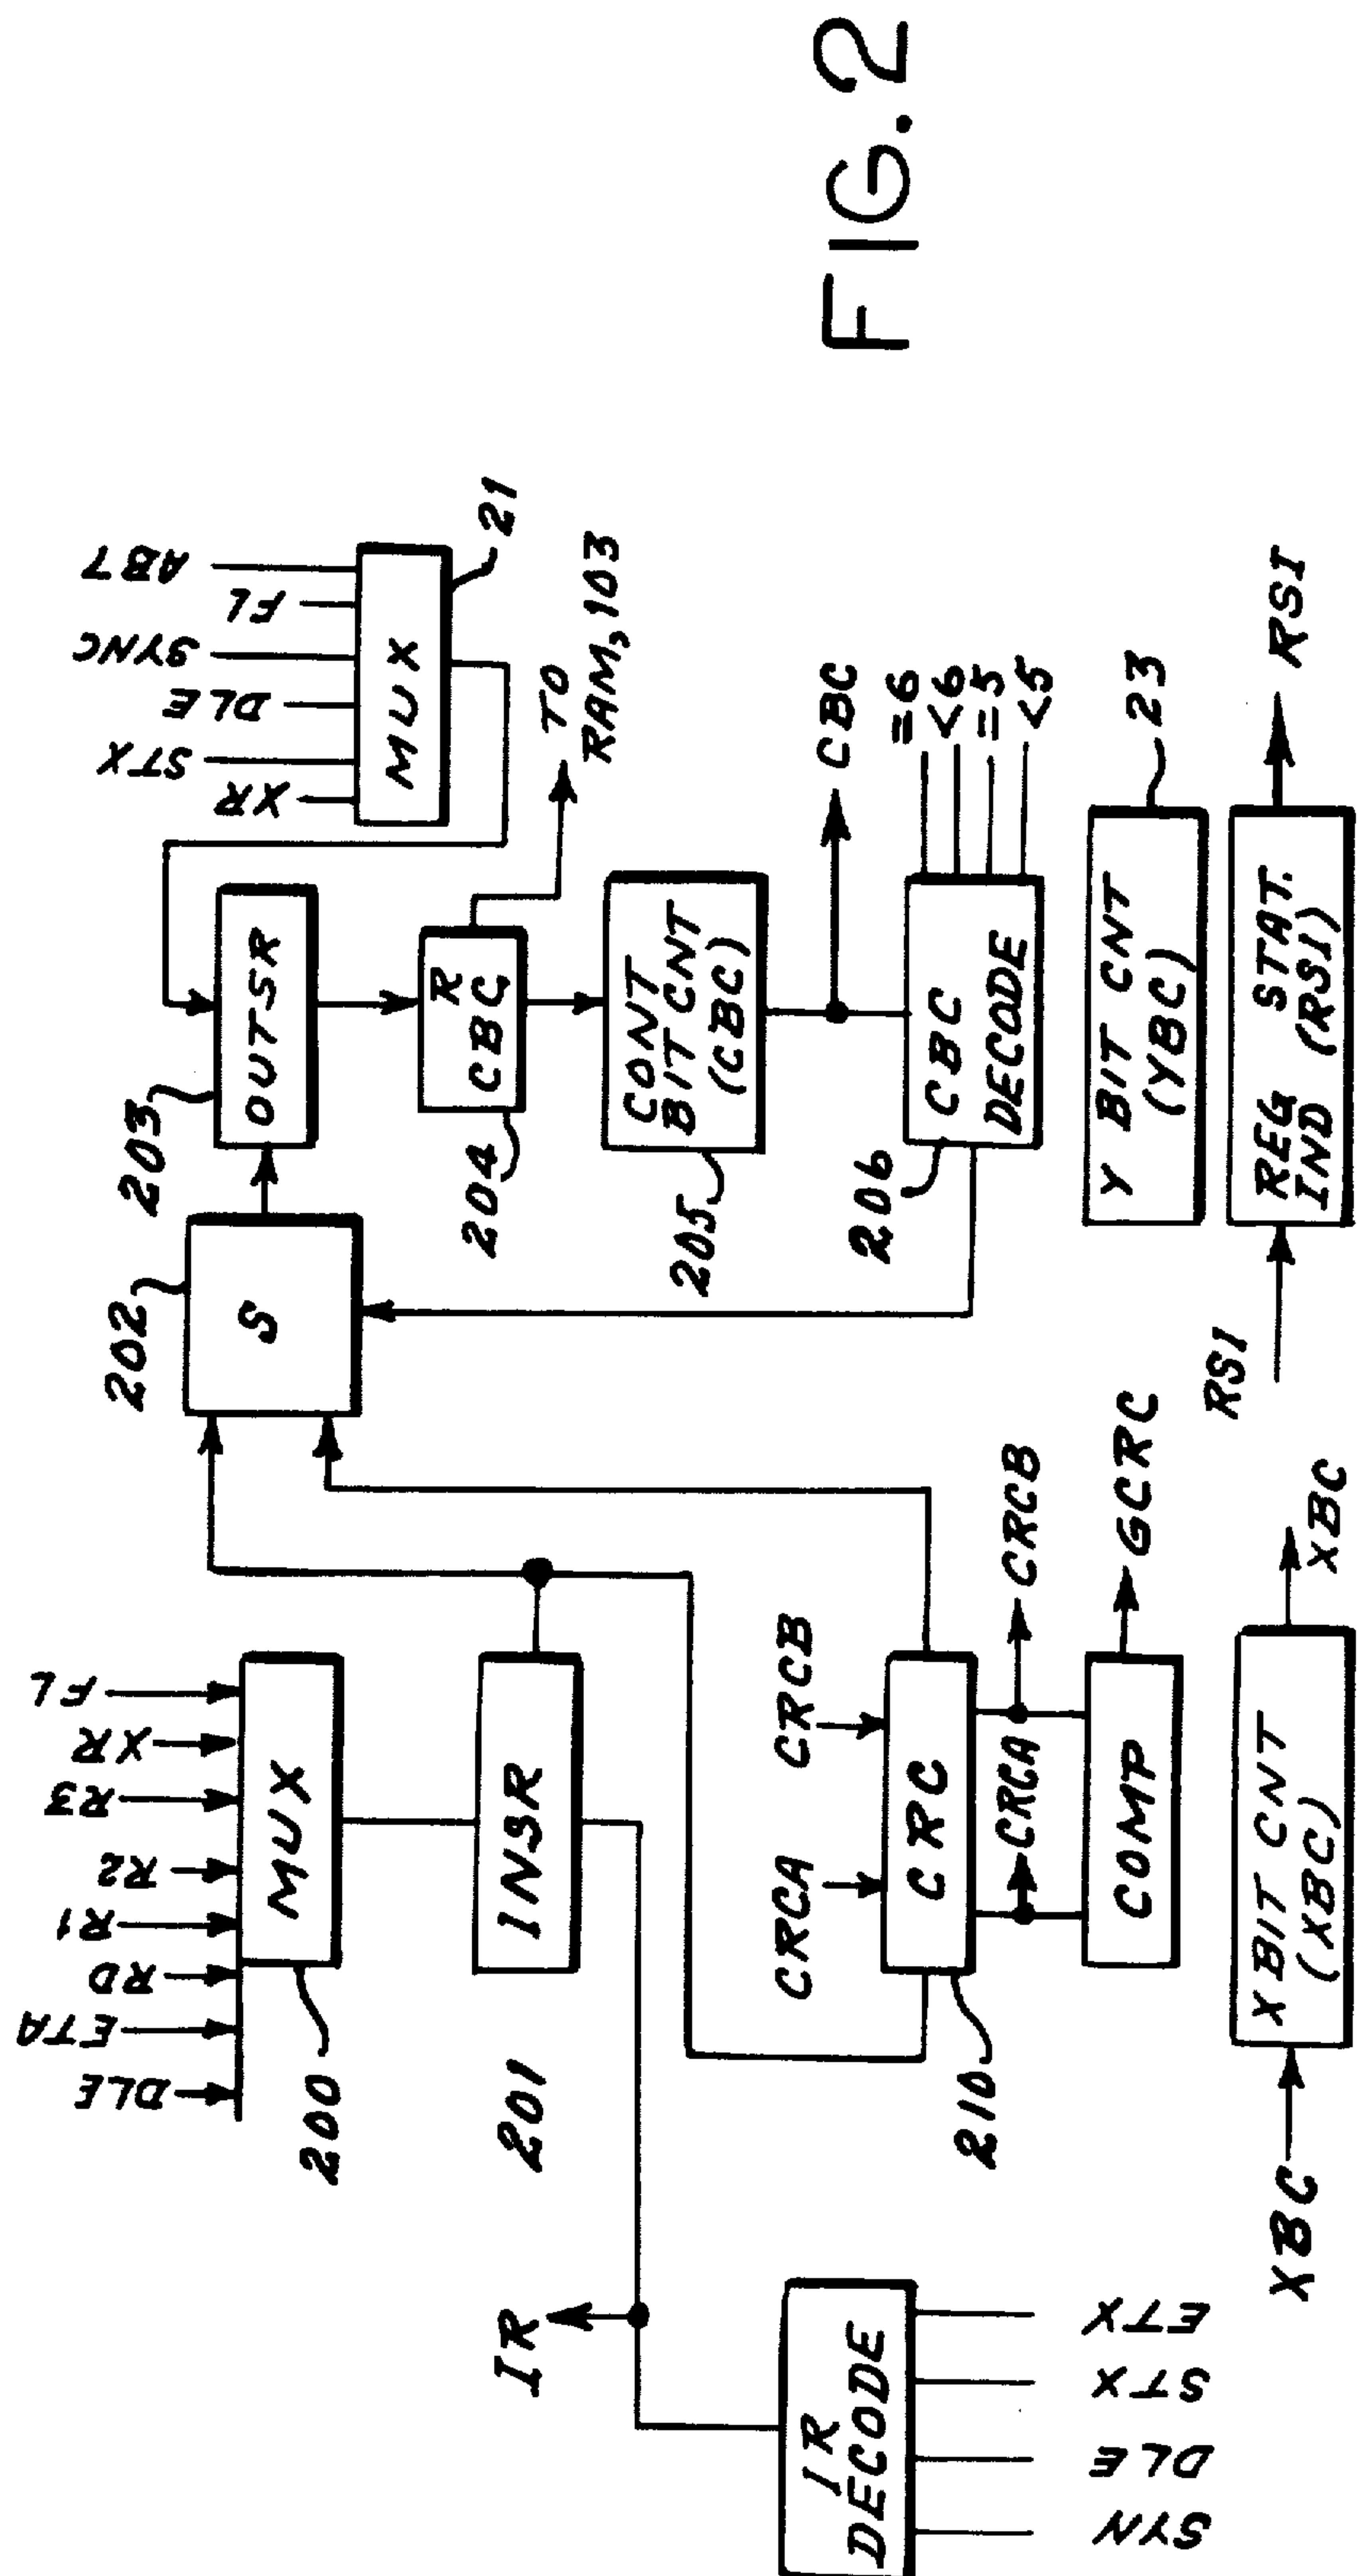 DLE
ETA
RD
R1
R2
R3
XR
FL
MUX
200
201
INSR
IR
IR
DECODE
SYN
DLE
STX
ETX
202
S
203
OUTSR
XR
STX
DLE
SYNC
FL
AB7
MUX
21
204
R
CBC
TO
RAM,103
205
CONT
BIT CNT
(CBC)
CBC
206
CBC
DECODE
=6
<6
=5
<5
CRCA
CRCB
CRC
210
CRCA
CRCB
COMP
GCRC
XBC
XBIT CNT
(XBC)
XBC
Y BIT CNT
(YBC)
23
RSI
REG STAT.
IND (RSI)
RSI
FIG.2